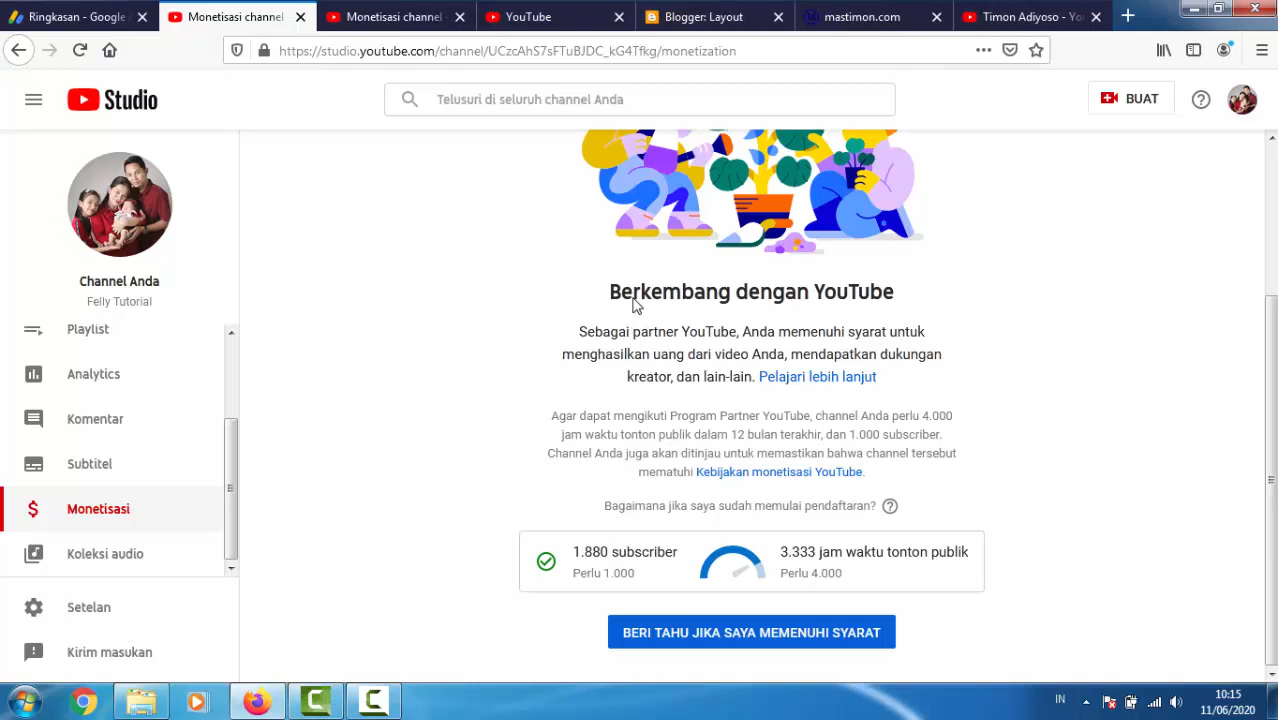 Ringkasan - Google A
Monetisasi channel -
Monetisasi channel -
YouTube
Blogger: Layout
mastimon.com
Timon Adiyoso - Yo
https://studio.youtube.com/channel/UCzcAhS7sFTuBJDC_kG4Tfkg/monetization
Studio
Telusuri di seluruh channel Anda
BUAT
Channel Anda
Felly Tutorial
Playlist
Analytics
Komentar
Subtitel
Monetisasi
Koleksi audio
Setelan
Kirim masukan
Berkembang dengan YouTube
Sebagai partner YouTube, Anda memenuhi syarat untuk
menghasilkan uang dari video Anda, mendapatkan dukungan
kreator, dan lain-lain. Pelajari lebih lanjut
Agar dapat mengikuti Program Partner YouTube, channel Anda perlu 4.000
jam waktu tonton publik dalam 12 bulan terakhir, dan 1.000 subscriber.
Channel Anda juga akan ditinjau untuk memastikan bahwa channel tersebut
mematuhi Kebijakan monetisasi YouTube.
Bagaimana jika saya sudah memulai pendaftaran?
1.880 subscriber
Perlu 1.000
3.333 jam waktu tonton publik
Perlu 4.000
BERI TAHU JIKA SAYA MEMENUHI SYARAT
IN
10:15
11/06/2020